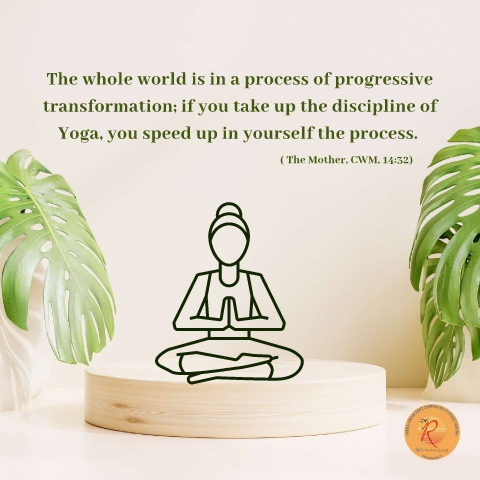 The whole world is in a process of progressive
transformation; if you take up the discipline of
Yoga, you speed up in yourself the process.
( The Mother, CWM, 14:32)
R